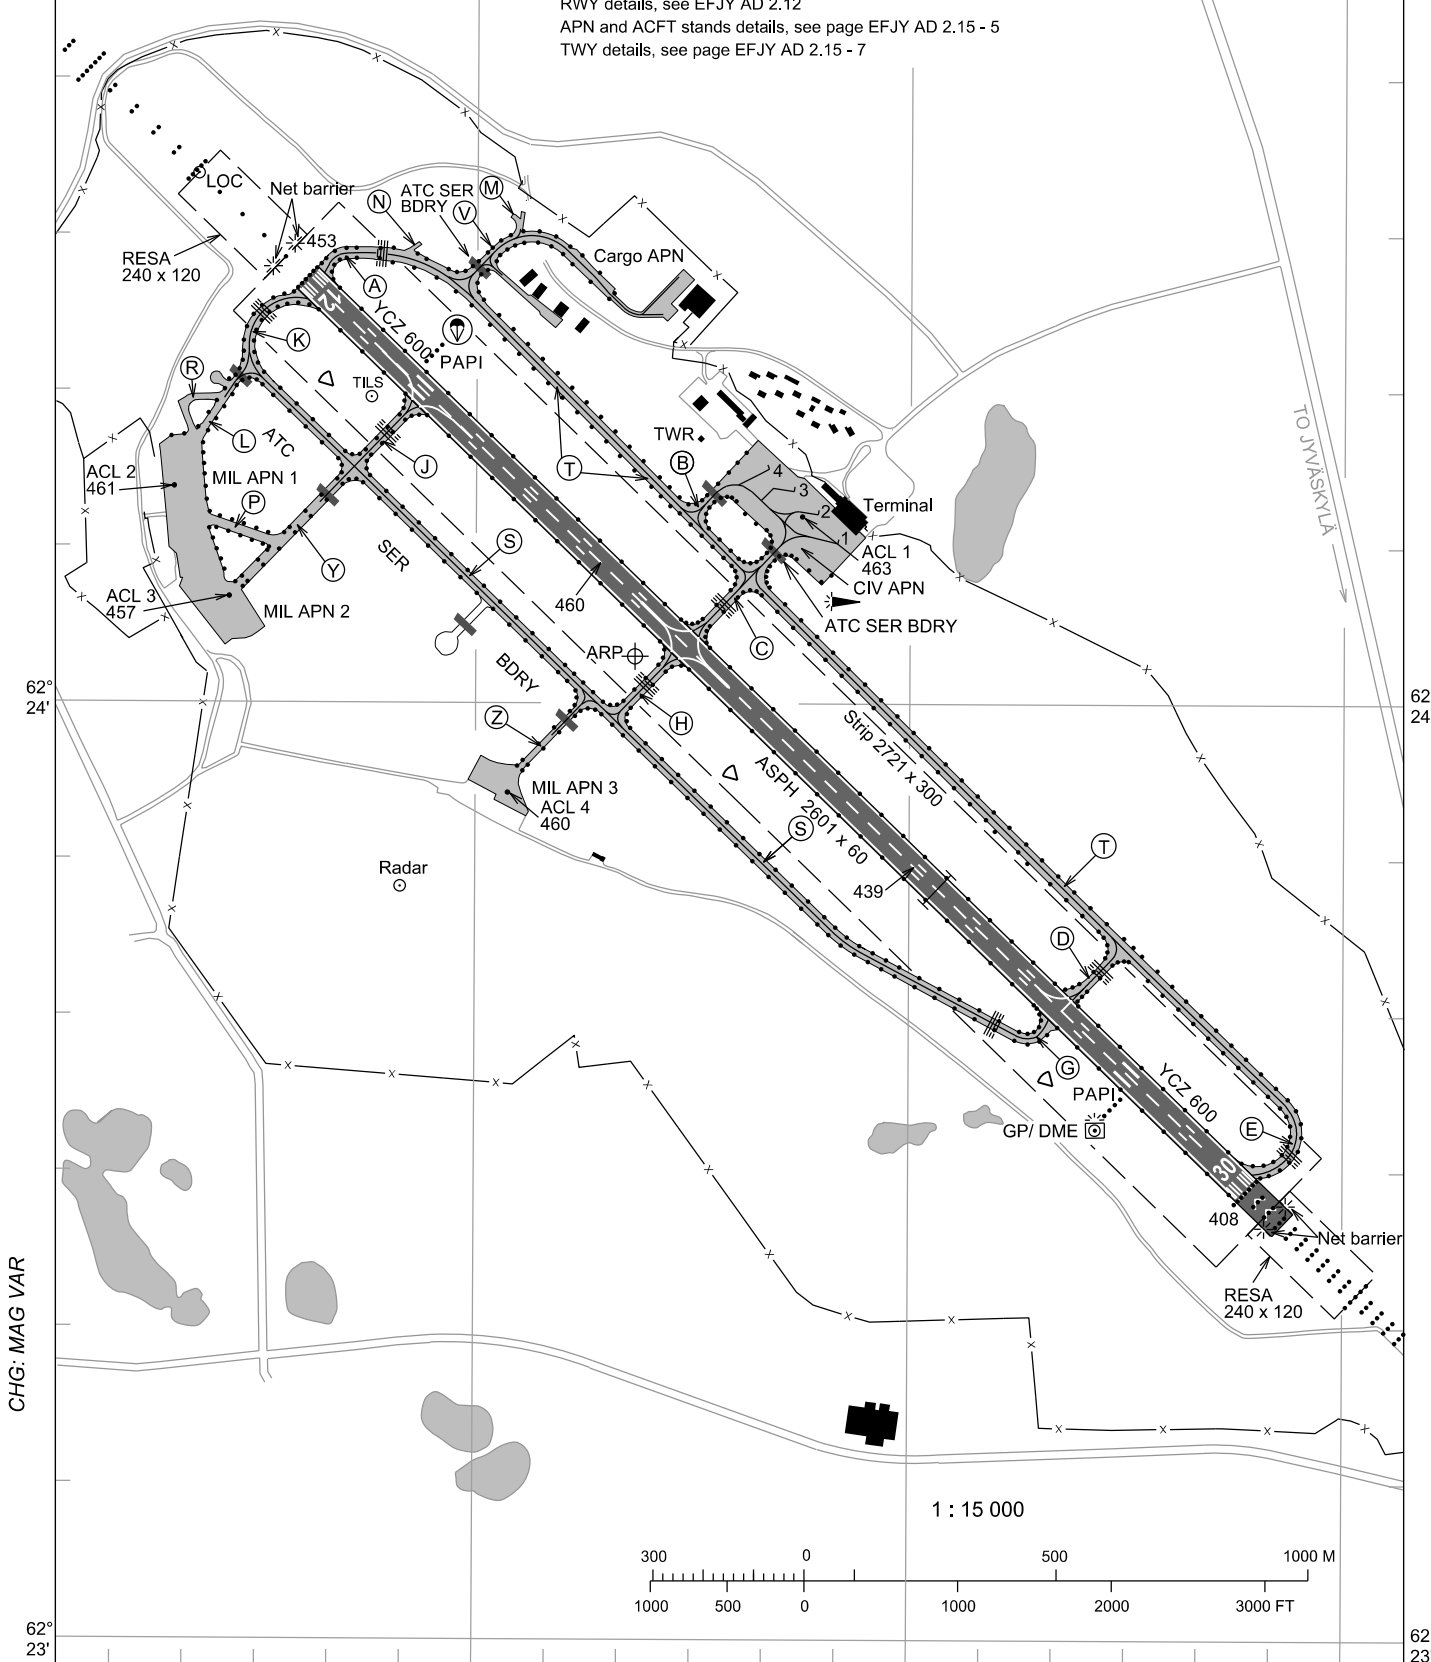 RWY details, see EFJY AD 2.12
APN and ACFT stands details, see page EFJY AD 2.15 - 5
TWY details, see page EFJY AD 2.15 - 7
LOC
Net barrier
453
RESA
240 x 120
N
ATC SER
BDRY
M
V
Cargo APN
A
12
YCZ 600
PAPI
K
TILS
R
L
ATC
J
T
TWR
B
4
3
2
1
Terminal
ACL 1
463
CIV APN
ATC SER BDRY
C
ACL 2
461
MIL APN 1
P
Y
SER
S
460
ACL 3
457
MIL APN 2
ARP
BDRY
H
Z
MIL APN 3
ACL 4
460
Radar
TO JYVÄSKYLÄ
62°
24'
62
24
Strip 2721 x 300
ASPH 2601 x 60
S
439
T
D
G
YCZ 600
PAPI
GP/ DME
E
30
408
Net barrier
RESA
240 x 120
CHG: MAG VAR
1 : 15 000
300 0 500 1000 M
1000 500 0 1000 2000 3000 FT
62°
23'
62
23